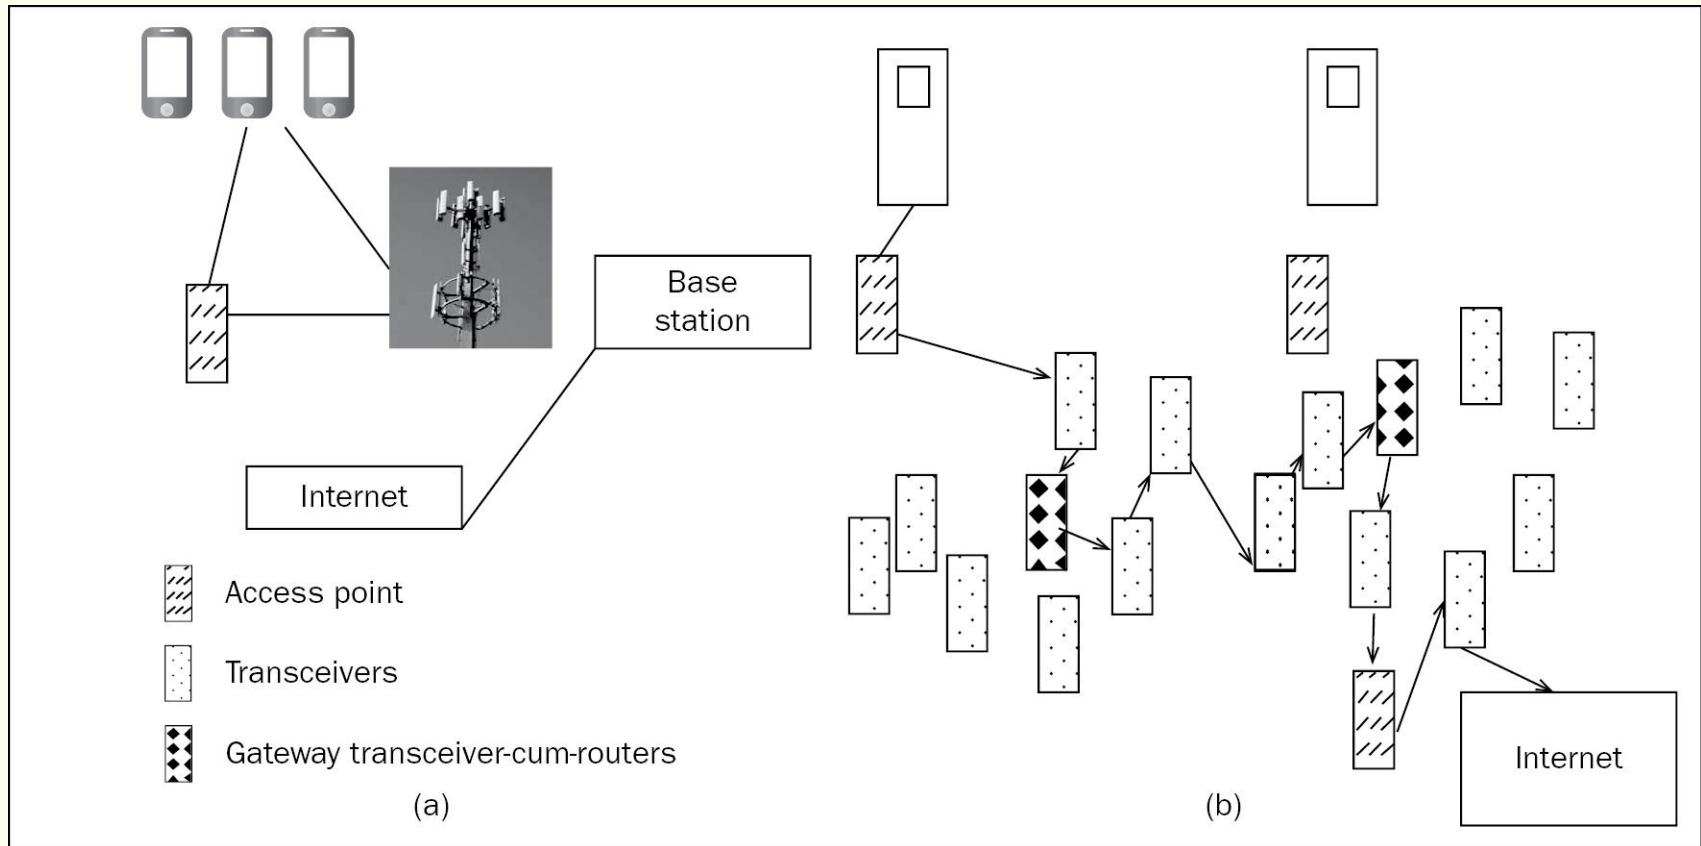 Base
station
Internet
Access point
Transceivers
Gateway transceiver-cum-routers
(a)
(b)
Internet